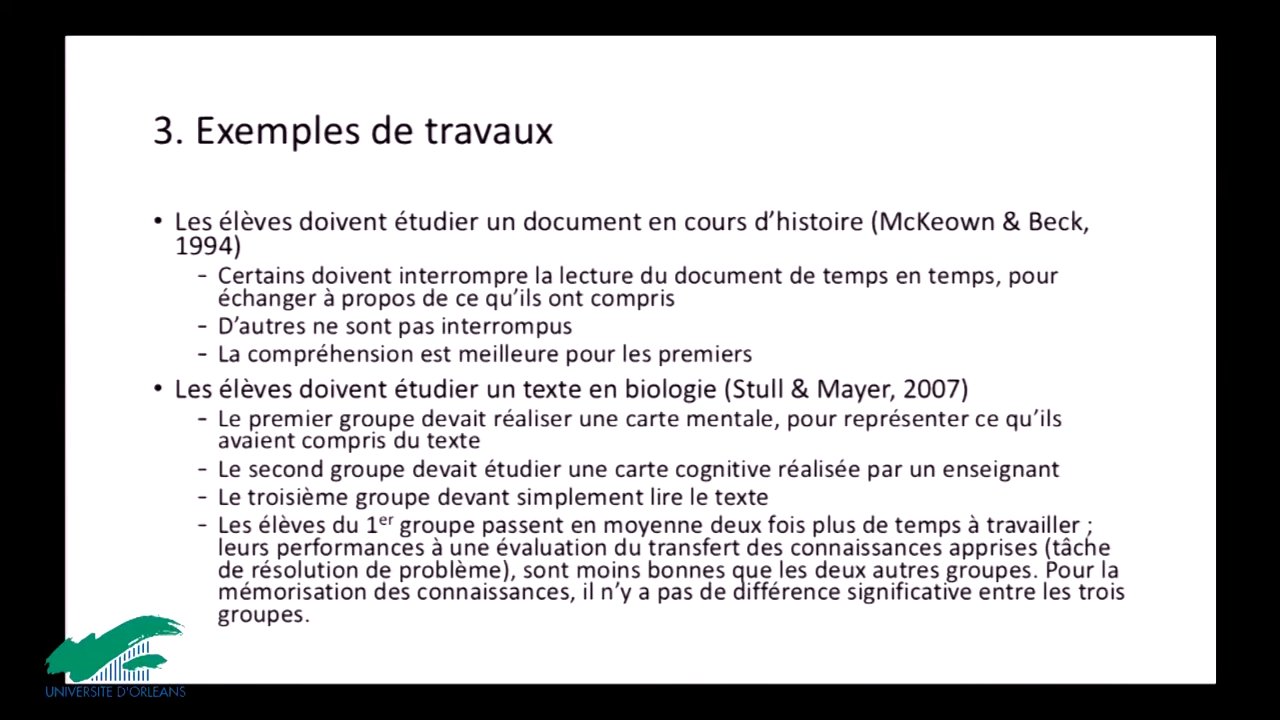 3. Exemples de travaux
• Les élèves doivent étudier un document en cours d’histoire (McKeown & Beck,
1994)
– Certains doivent interrompre la lecture du document de temps en temps, pour
échanger à propos de ce qu’ils ont compris
– D’autres ne sont pas interrompus
– La compréhension est meilleure pour les premiers
• Les élèves doivent étudier un texte en biologie (Stull & Mayer, 2007)
– Le premier groupe devait réaliser une carte mentale, pour représenter ce qu’ils
avaient compris du texte
– Le second groupe devait étudier une carte cognitive réalisée par un enseignant
– Le troisième groupe devant simplement lire le texte
– Les élèves du 1er groupe passent en moyenne deux fois plus de temps à travailler ;
leurs performances à une évaluation du transfert des connaissances apprises (tâche
de résolution de problème), sont moins bonnes que les deux autres groupes. Pour la
mémorisation des connaissances, il n’y a pas de différence significative entre les trois
groupes.
UNIVERSITE D'ORLEANS